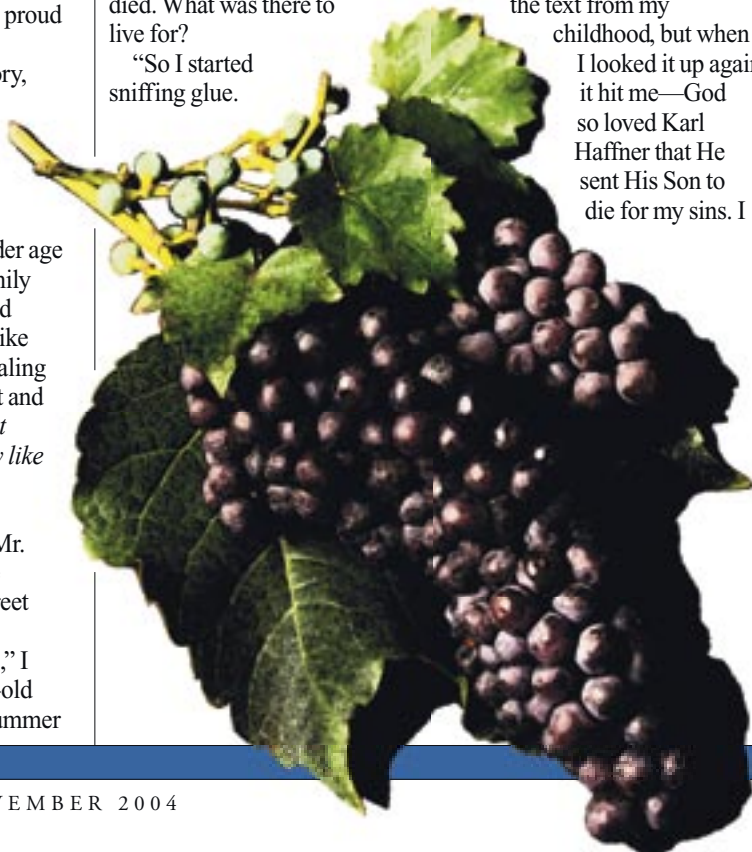 proud
ory,
der age
nily
d
ike
aling
t and
t
y like
Mr.
reet
,” I
-old
ummer
died. What was there to
live for?
“So I started
sniffing glue.
the text from my
childhood, but when
I looked it up again
it hit me—God
so loved Karl
Haffner that He
sent His Son to
die for my sins. I
VEMBER 2004